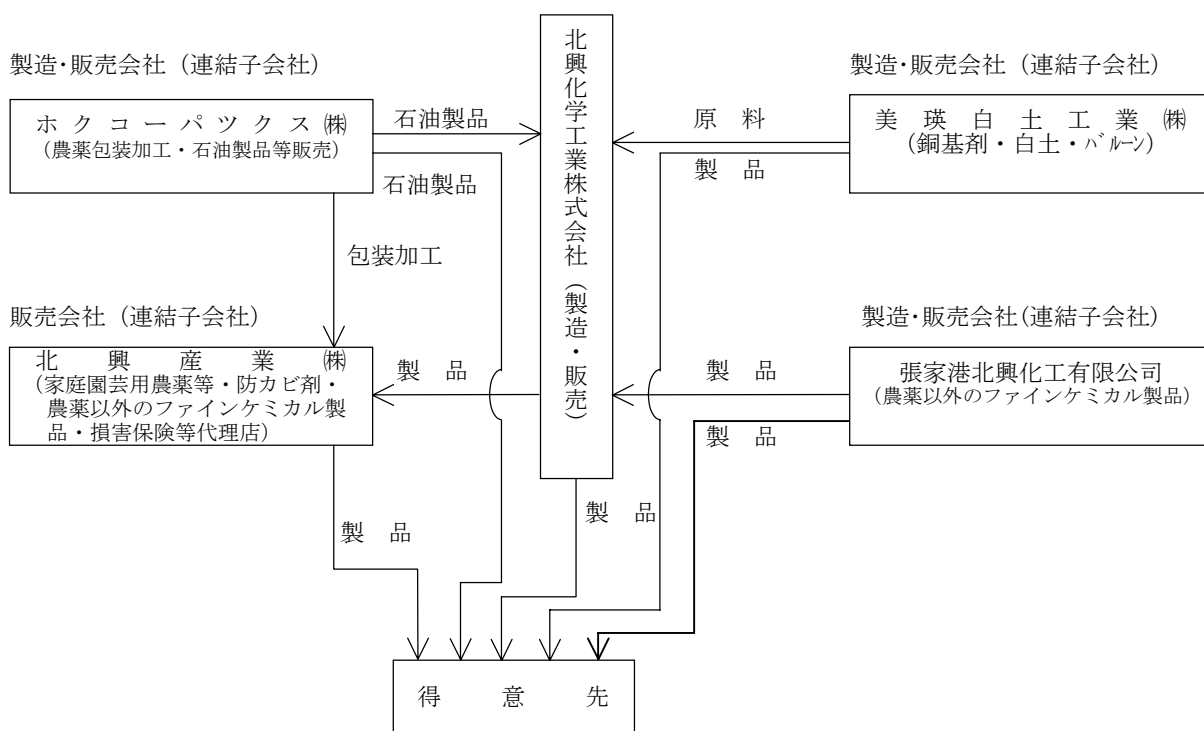 製造・販売会社（連結子会社）
ホクコーパツクス㈱
（農薬包装加工・石油製品等販売）
石油製品
石油製品
包装加工
販売会社（連結子会社）
北興産業㈱
（家庭園芸用農薬等・防カビ剤・
農薬以外のファインケミカル製
品・損害保険等代理店）
製品
製品
北興化学工業株式会社（製造・販売）
製品
製造・販売会社（連結子会社）
美瑛白土工業㈱
（銅基剤・白土・バルーン）
原料
製品
製造・販売会社（連結子会社）
張家港北興化工有限公司
（農薬以外のファインケミカル製品）
製品
製品
得意先